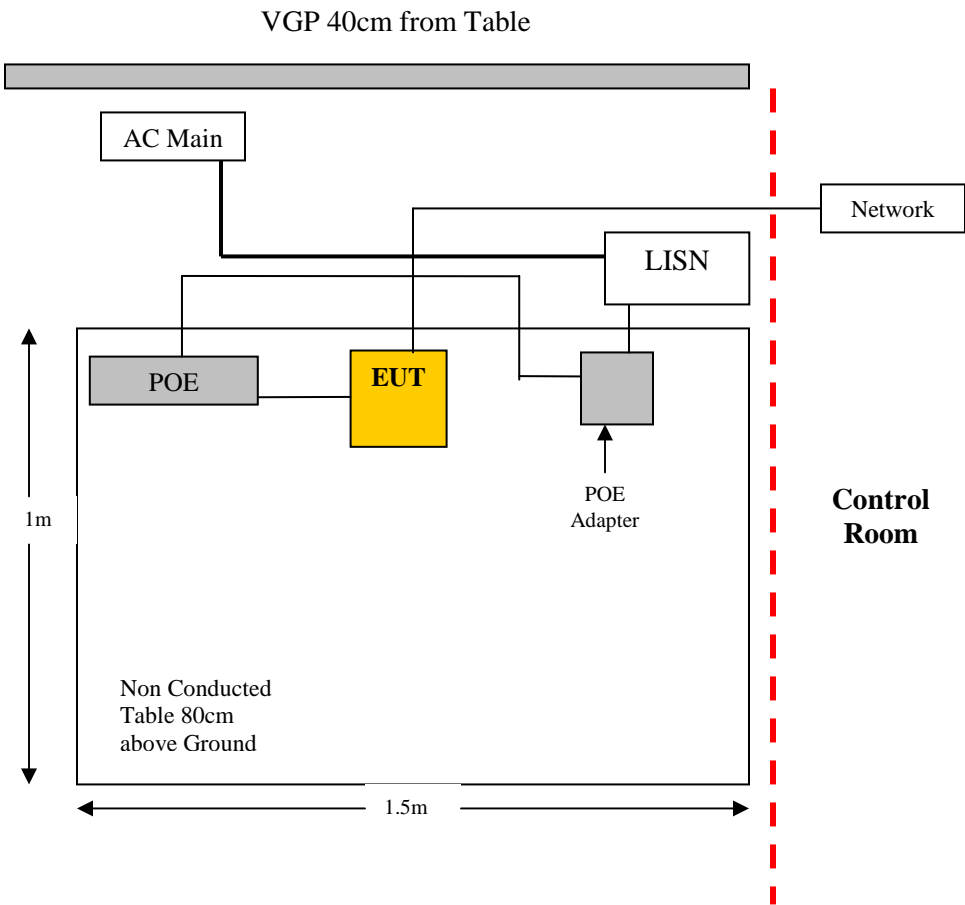 VGP 40cm from Table
AC Main
Network
LISN
POE
EUT
POE
Adapter
1m
Control
Room
Non Conducted
Table 80cm
above Ground
1.5m